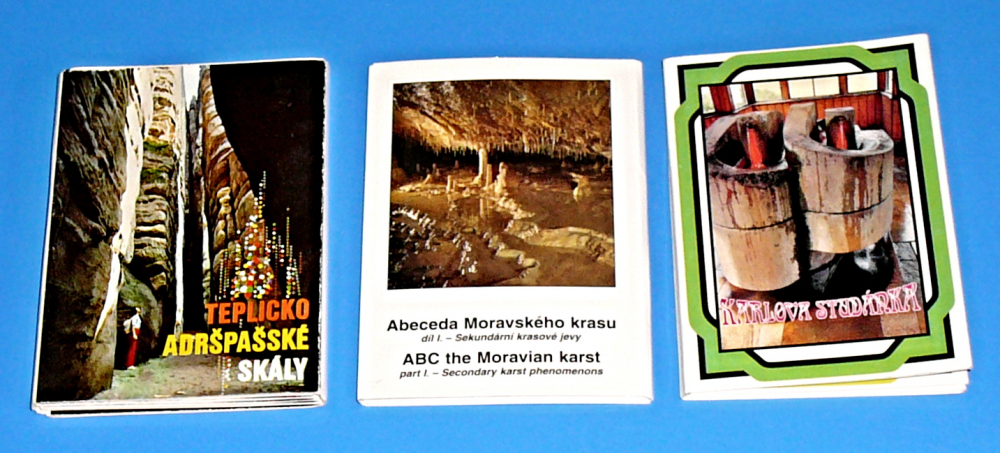 TEPLICKO
ADRŠPAŠSKÉ
SKÁLY
Abeceda Moravského krasu
díl I. – Sekundární krasové jevy
ABC the Moravian karst
part I. – Secondary karst phenomenons
KARLOVA STUDÁNKA